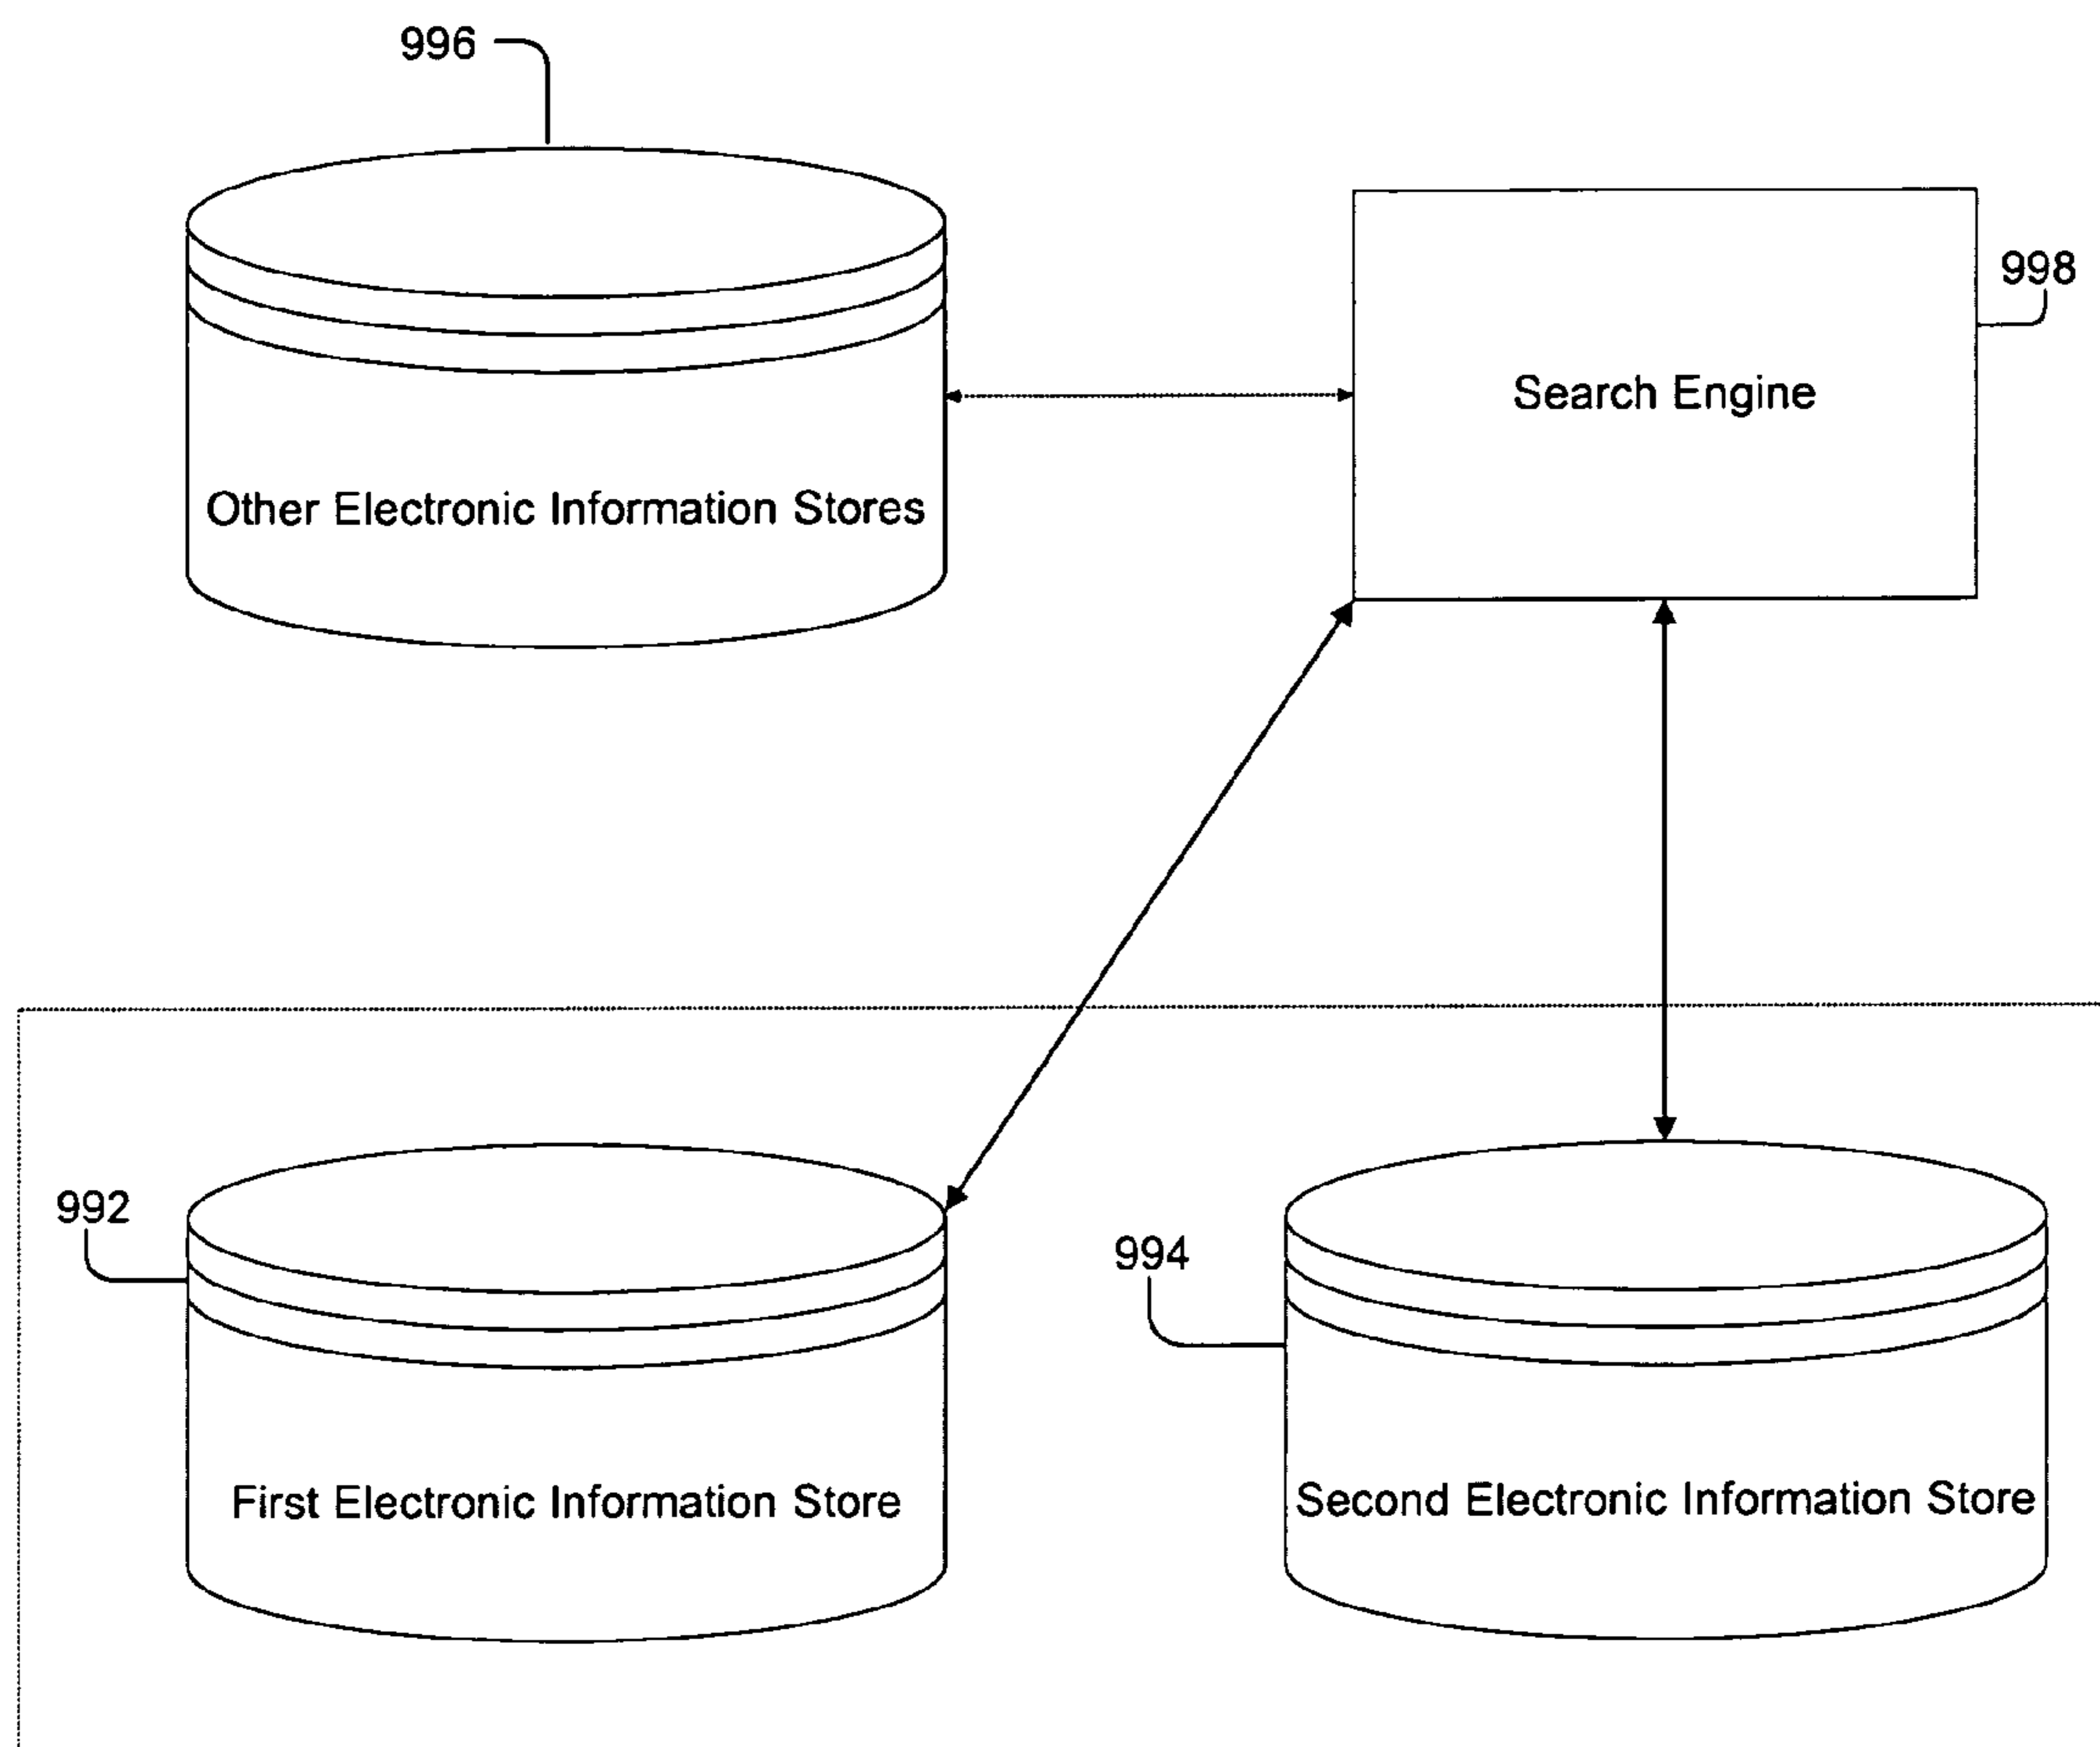 996
998
Search Engine
Other Electronic Information Stores
992
994
First Electronic Information Store
Second Electronic Information Store